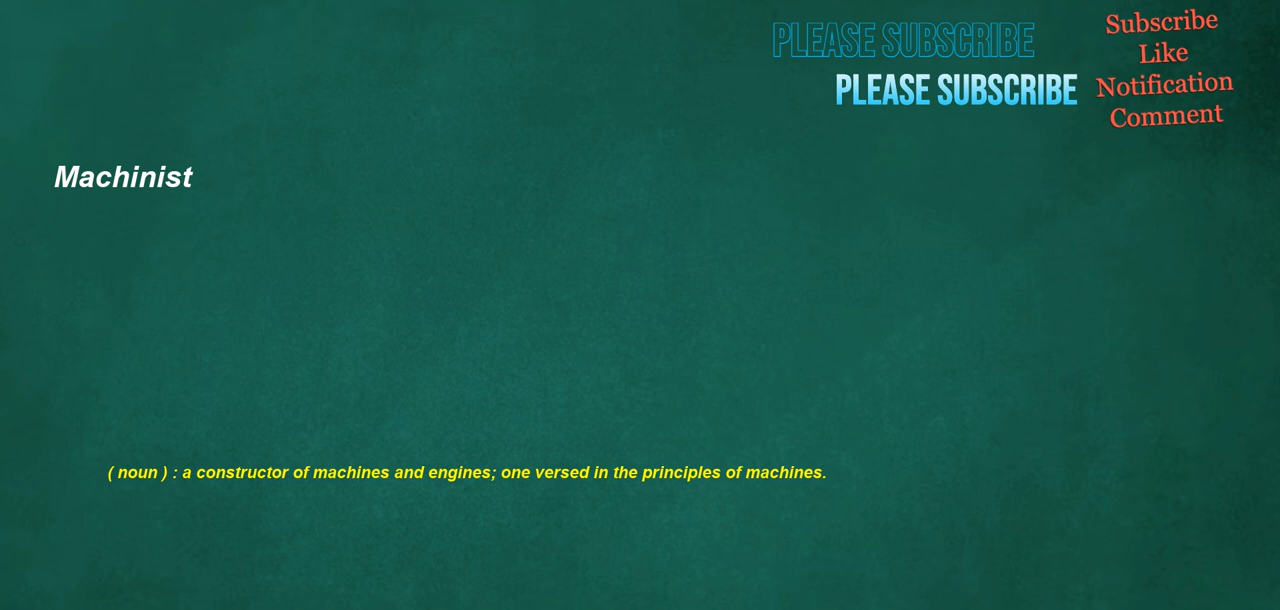 PLEASE SUBSCRIBE
PLEASE SUBSCRIBE
Subscribe
Like
Notification
Comment
Machinist
( noun ) : a constructor of machines and engines; one versed in the principles of machines.